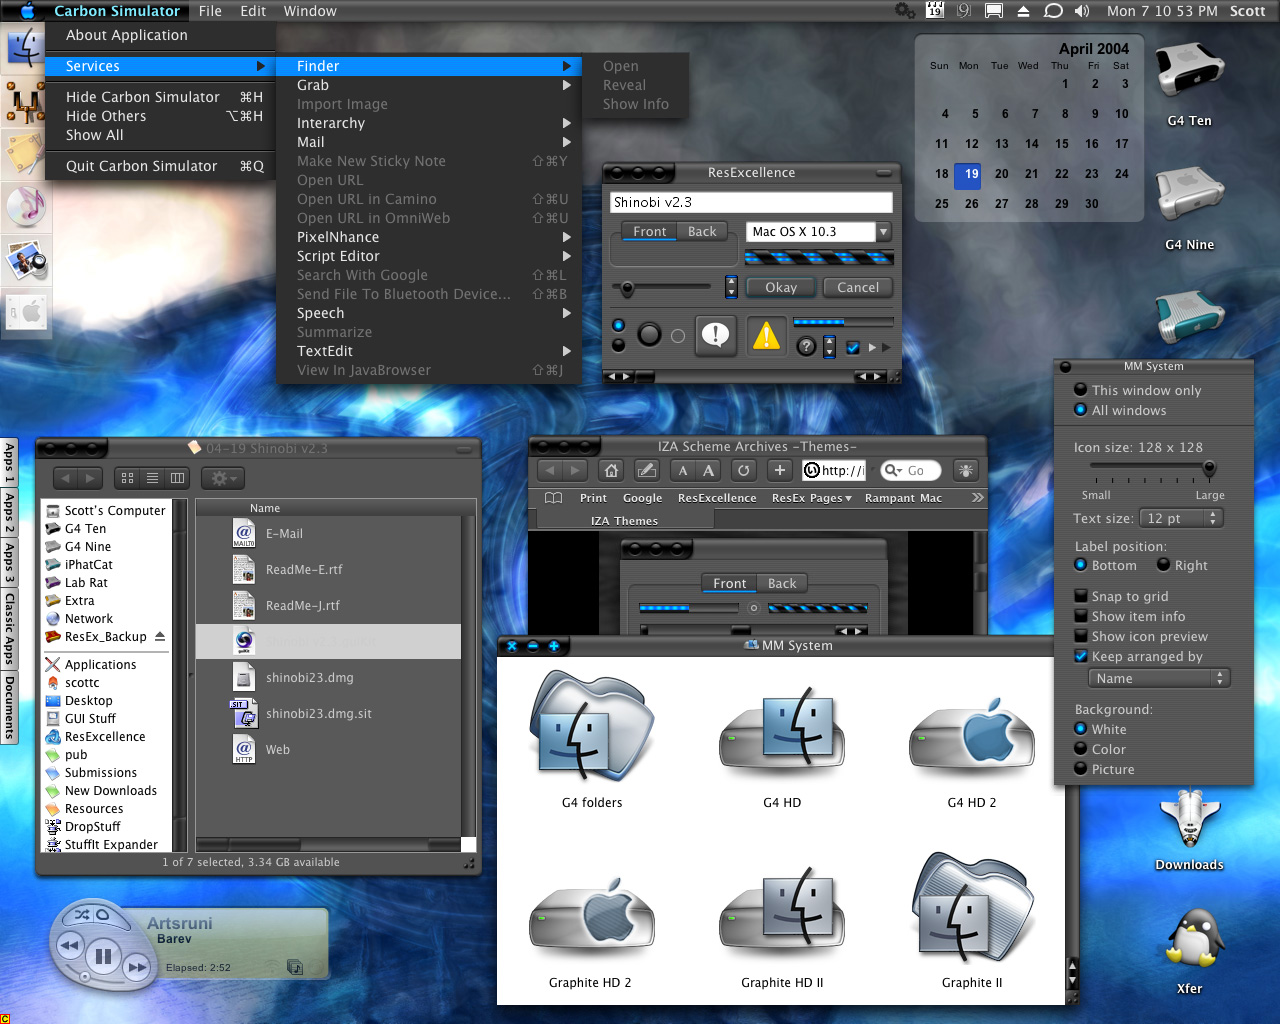 Carbon Simulator File Edit Window
19 Mon 7 10 53 PM Scott
About Application
Services
Hide Carbon Simulator ⌘H
Hide Others ⌥⌘H
Show All
Quit Carbon Simulator ⌘Q
Finder
Grab
Import Image
Interarchy
Mail
Make New Sticky Note ⇧⌘Y
Open URL
Open URL in Camino ⇧⌘U
Open URL in OmniWeb ⇧⌘U
PixelNhance
Script Editor
Search With Google ⇧⌘L
Send File To Bluetooth Device... ⇧⌘B
Speech
Summarize
TextEdit
View In JavaBrowser ⇧⌘J
Open
Reveal
Show Info
April 2004
Sun Mon Tue Wed Thu Fri Sat
1 2 3
4 5 6 7 8 9 10
11 12 13 14 15 16 17
18 19 20 21 22 23 24
25 26 27 28 29 30
G4 Ten
G4 Nine
ResExcellence
Shinobi v2.3
Front Back
Mac OS X 10.3
Okay Cancel
MM System
This window only
All windows
Icon size: 128 x 128
Small Large
Text size: 12 pt
Label position:
Bottom Right
Snap to grid
Show item info
Show icon preview
Keep arranged by
Name
Background:
White
Color
Picture
Apps 1
Apps 2
Apps 3
Classic Apps
Documents
04-19 Shinobi v2.3
Name
Scott's Computer
G4 Ten
G4 Nine
iPhatCat
Lab Rat
Extra
Network
ResEx_Backup
Applications
scottc
Desktop
GUI Stuff
ResExcellence
pub
Submissions
New Downloads
Resources
DropStuff
StuffIt Expander
MAILTO
E-Mail
ReadMe-E.rtf
ReadMe-J.rtf
guiKit
shinobi23.dmg
SIT
shinobi23.dmg.sit
HTTP
Web
1 of 7 selected, 3.34 GB available
IZA Scheme Archives -Themes-
A A http://i Go
Print Google ResExcellence ResEx Pages Rampant Mac
IZA Themes
Front Back
MM System
G4 folders
G4 HD
G4 HD 2
Graphite HD 2
Graphite HD II
Graphite II
Downloads
Xfer
Artsruni
Barev
Elapsed: 2:52
C